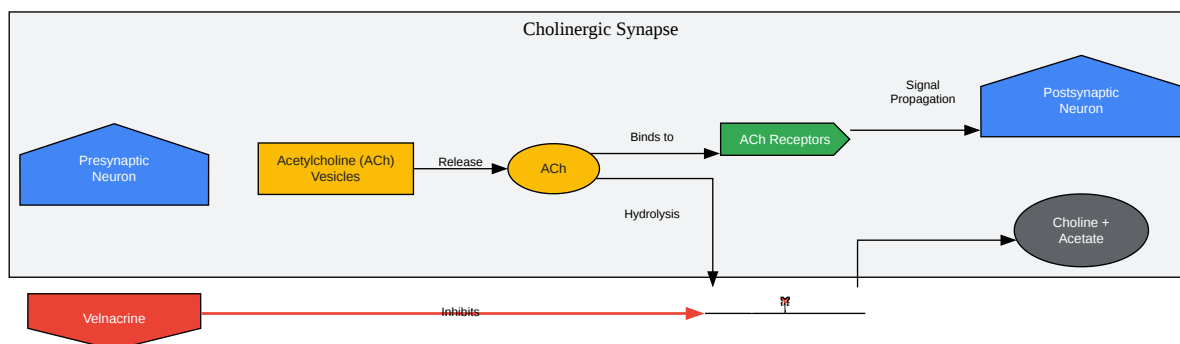 Cholinergic Synapse
Presynaptic
Neuron
Acetylcholine (ACh)
Vesicles
Release
ACh
Binds to
Hydrolysis
ACh Receptors
Signal
Propagation
Postsynaptic
Neuron
Choline +
Acetate
Velnacrine
Inhibits